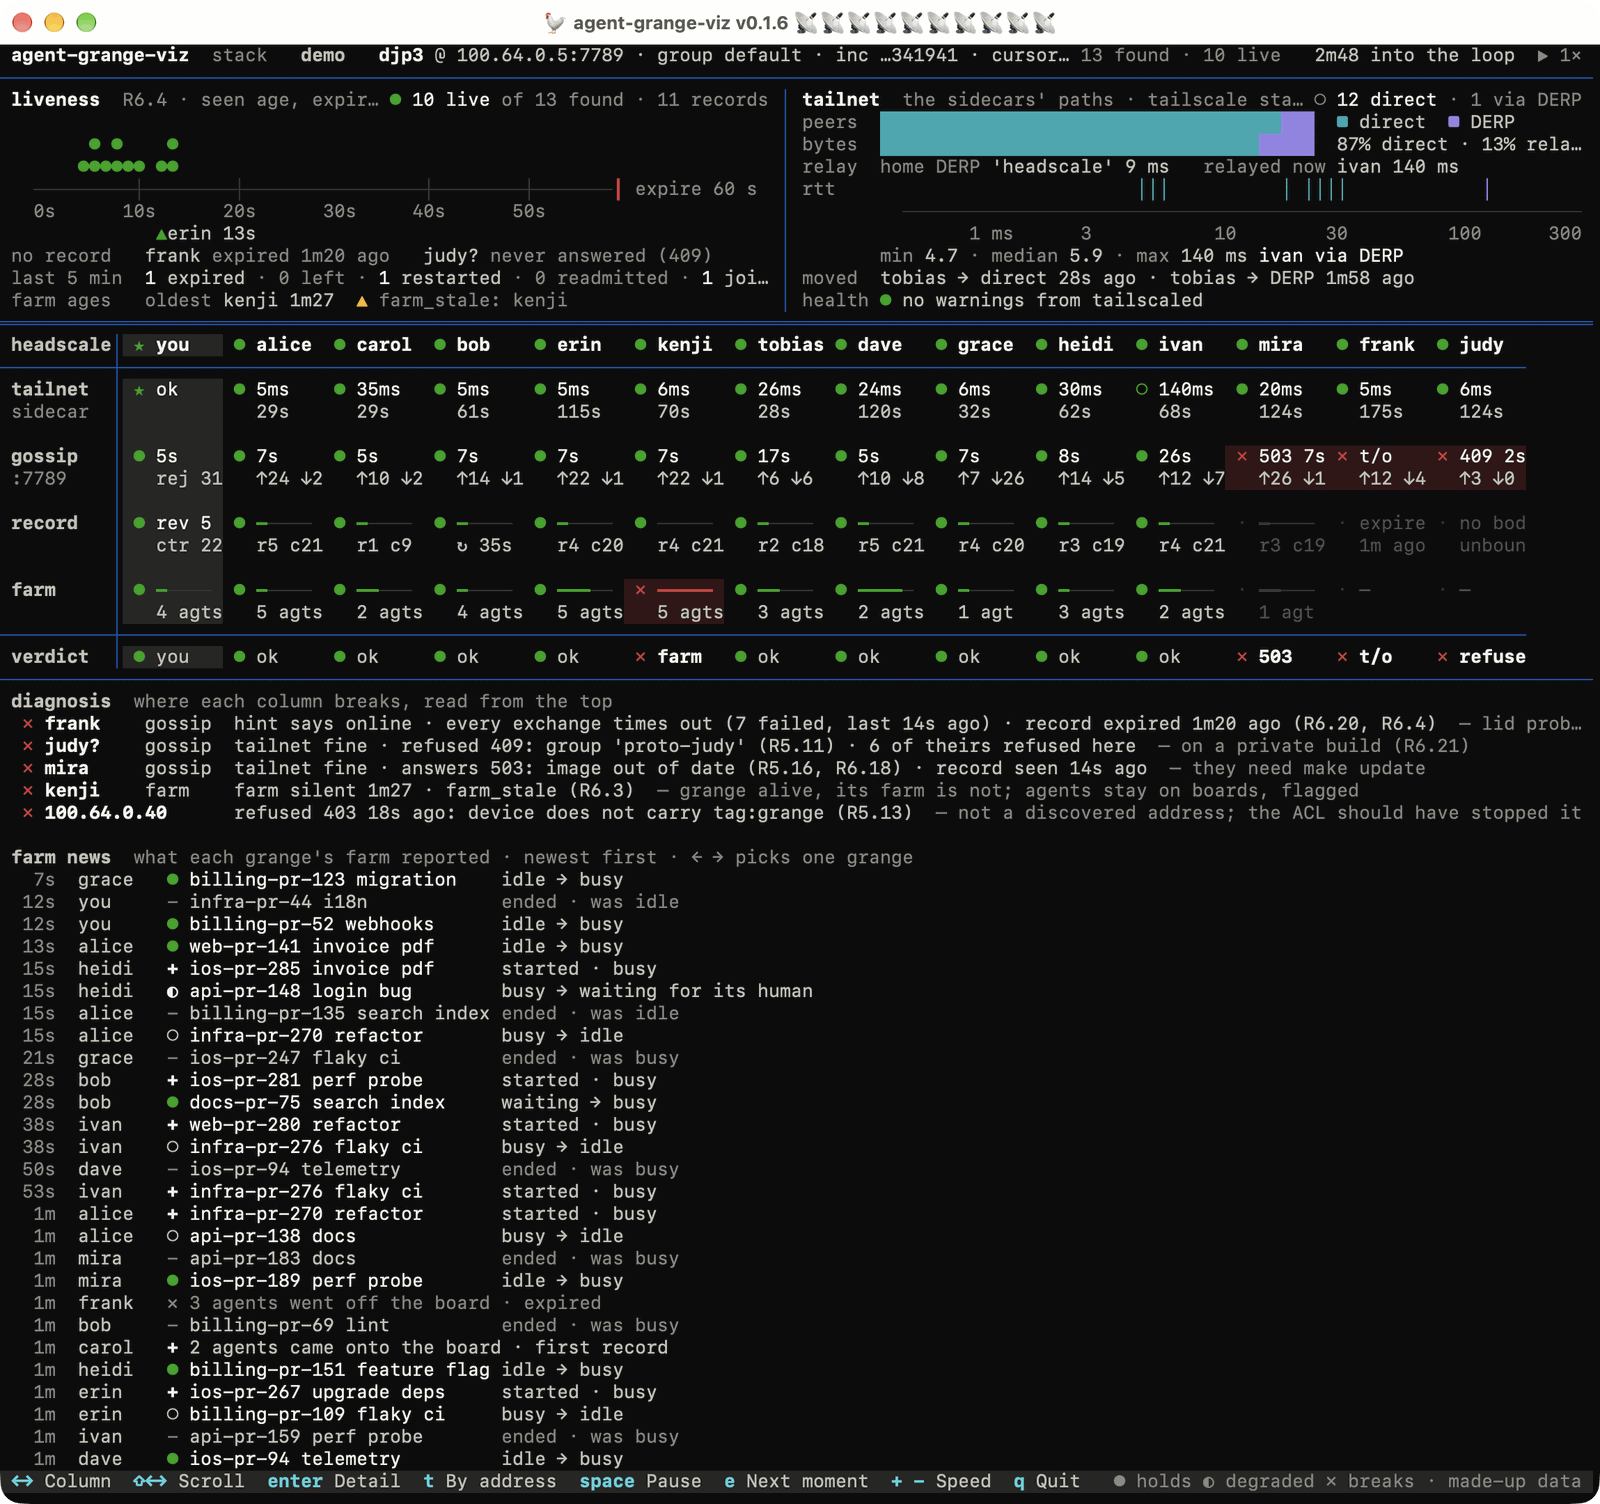 agent-grange-viz v0.1.6
agent-grange-viz stack demo djp3 @ 100.64.0.5:7789 · group default · inc …341941 · cursor… 13 found · 10 live 2m48 into the loop ▶ 1×
liveness R6.4 · seen age, expir… ● 10 live of 13 found · 11 records
expire 60 s
0s 10s 20s 30s 40s 50s
▲erin 13s
no record frank expired 1m20 ago judy? never answered (409)
last 5 min 1 expired · 0 left · 1 restarted · 0 readmitted · 1 joi…
farm ages oldest kenji 1m27 ▲ farm_stale: kenji
tailnet the sidecars' paths · tailscale sta… ○ 12 direct · 1 via DERP
peers ■ direct ■ DERP
bytes 87% direct · 13% rela…
relay home DERP 'headscale' 9 ms relayed now ivan 140 ms
rtt
1 ms 3 10 30 100 300
min 4.7 · median 5.9 · max 140 ms ivan via DERP
moved tobias → direct 28s ago · tobias → DERP 1m58 ago
health ● no warnings from tailscaled
headscale ★ you ● alice ● carol ● bob ● erin ● kenji ● tobias ● dave ● grace ● heidi ● ivan ● mira ● frank ● judy
tailnet ★ ok ● 5ms ● 35ms ● 5ms ● 5ms ● 6ms ● 26ms ● 24ms ● 6ms ● 30ms ○ 140ms ● 20ms ● 5ms ● 6ms
sidecar 29s 29s 61s 115s 70s 28s 120s 32s 62s 68s 124s 175s 124s
gossip ● 5s ● 7s ● 5s ● 7s ● 7s ● 7s ● 17s ● 5s ● 7s ● 8s ● 26s × 503 7s × t/o × 409 2s
:7789 rej 31 ↑24 ↓2 ↑10 ↓2 ↑14 ↓1 ↑22 ↓1 ↑22 ↓1 ↑6 ↓6 ↑10 ↓8 ↑7 ↓26 ↑14 ↓5 ↑12 ↓7 ↑26 ↓1 ↑12 ↓4 ↑3 ↓0
record ● rev 5 ● ● ● ● ● ● ● ● ● ● · · expire · no bod
ctr 22 r5 c21 r1 c9 ↻ 35s r4 c20 r4 c21 r2 c18 r5 c21 r4 c20 r3 c19 r4 c21 r3 c19 1m ago unboun
farm ● ● ● ● ● × ● ● ● ● ● · · — · —
4 agts 5 agts 2 agts 4 agts 5 agts 5 agts 3 agts 2 agts 1 agt 3 agts 2 agts 1 agt
verdict ● you ● ok ● ok ● ok ● ok × farm ● ok ● ok ● ok ● ok ● ok × 503 × t/o × refuse
diagnosis where each column breaks, read from the top
× frank gossip hint says online · every exchange times out (7 failed, last 14s ago) · record expired 1m20 ago (R6.20, R6.4) — lid prob…
× judy? gossip tailnet fine · refused 409: group 'proto-judy' (R5.11) · 6 of theirs refused here — on a private build (R6.21)
× mira gossip tailnet fine · answers 503: image out of date (R5.16, R6.18) · record seen 14s ago — they need make update
× kenji farm farm silent 1m27 · farm_stale (R6.3) — grange alive, its farm is not; agents stay on boards, flagged
× 100.64.0.40 refused 403 18s ago: device does not carry tag:grange (R5.13) — not a discovered address; the ACL should have stopped it
farm news what each grange's farm reported · newest first · ← → picks one grange
7s grace ● billing-pr-123 migration idle → busy
12s you — infra-pr-44 i18n ended · was idle
12s you ● billing-pr-52 webhooks idle → busy
13s alice ● web-pr-141 invoice pdf idle → busy
15s heidi + ios-pr-285 invoice pdf started · busy
15s heidi ◐ api-pr-148 login bug busy → waiting for its human
15s alice — billing-pr-135 search index ended · was idle
15s alice ○ infra-pr-270 refactor busy → idle
21s grace — ios-pr-247 flaky ci ended · was busy
28s bob + ios-pr-281 perf probe started · busy
28s bob ● docs-pr-75 search index waiting → busy
38s ivan + web-pr-280 refactor started · busy
38s ivan ○ infra-pr-276 flaky ci busy → idle
50s dave — ios-pr-94 telemetry ended · was busy
53s ivan + infra-pr-276 flaky ci started · busy
1m alice + infra-pr-270 refactor started · busy
1m alice ○ api-pr-138 docs busy → idle
1m mira — api-pr-183 docs ended · was busy
1m mira ● ios-pr-189 perf probe idle → busy
1m frank × 3 agents went off the board · expired
1m bob — billing-pr-69 lint ended · was busy
1m carol + 2 agents came onto the board · first record
1m heidi ● billing-pr-151 feature flag idle → busy
1m erin + ios-pr-267 upgrade deps started · busy
1m erin ○ billing-pr-109 flaky ci busy → idle
1m ivan — api-pr-159 perf probe ended · was busy
1m dave ● ios-pr-94 telemetry idle → busy
↔ Column ⇧↔ Scroll enter Detail t By address space Pause e Next moment + - Speed q Quit ● holds ◐ degraded × breaks · made-up data